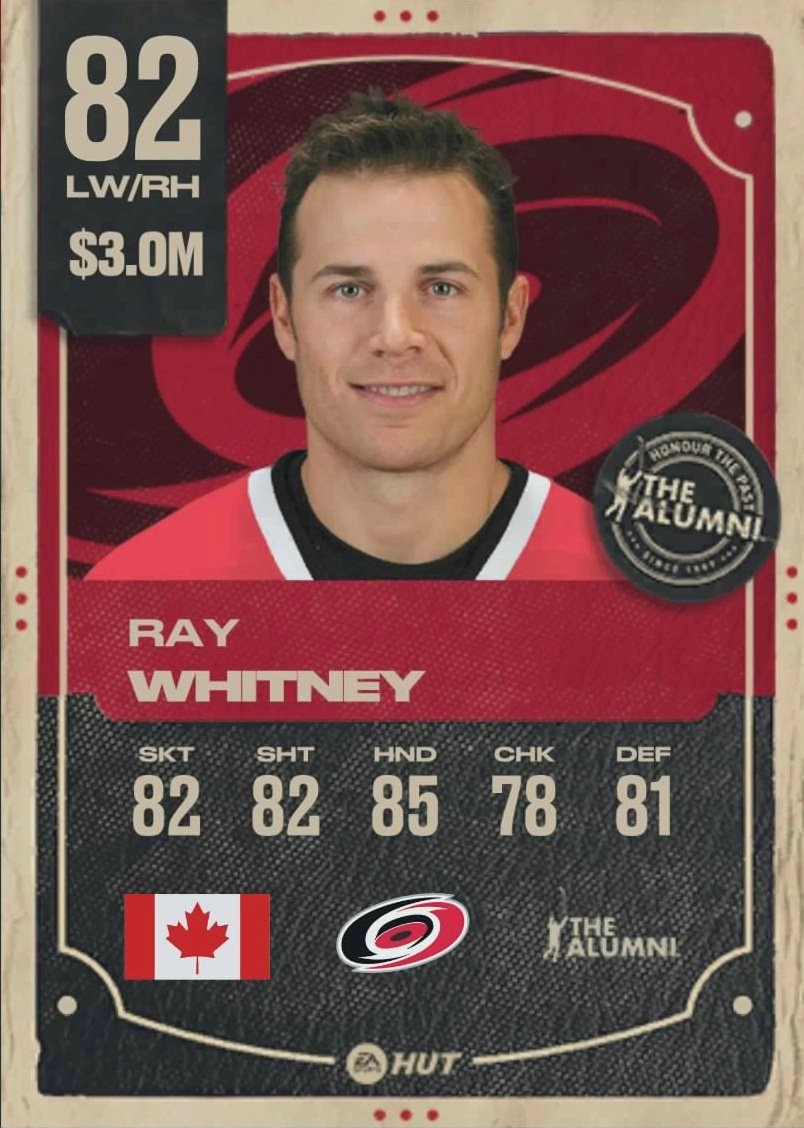 82
LW/RH
$3.0M
HONOUR THE PAST
THE
ALUMNI
RAY
WHITNEY
SKT SHT HND CHK DEF
82 82 85 78 81
THE
ALUMNI
EA
HUT